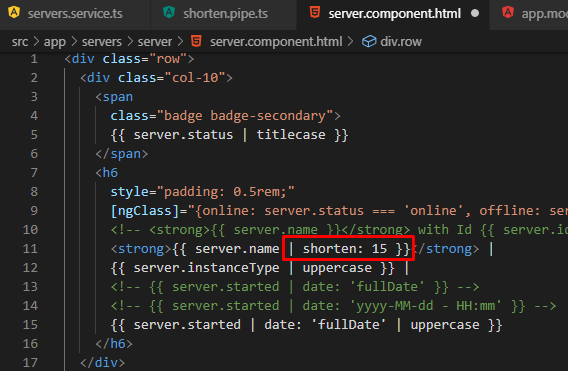 servers.service.ts shorten.pipe.ts server.component.html app.mod
src > app > servers > server > server.component.html > div.row
1 <div class="row">
2 <div class="col-10">
3 <span
4 class="badge badge-secondary">
5 {{ server.status | titlecase }}
6 </span>
7 <h6
8 style="padding: 0.5rem;"
9 [ngClass]="{online: server.status === 'online', offline: ser
10 <!-- <strong>{{ server.name }}</strong> with Id {{ server.id
11 <strong>{{ server.name | shorten: 15 }}</strong> |
12 {{ server.instanceType | uppercase }} |
13 <!-- {{ server.started | date: 'fullDate' }} -->
14 <!-- {{ server.started | date: 'yyyy-MM-dd - HH:mm' }} -->
15 {{ server.started | date: 'fullDate' | uppercase }}
16 </h6>
17 </div>